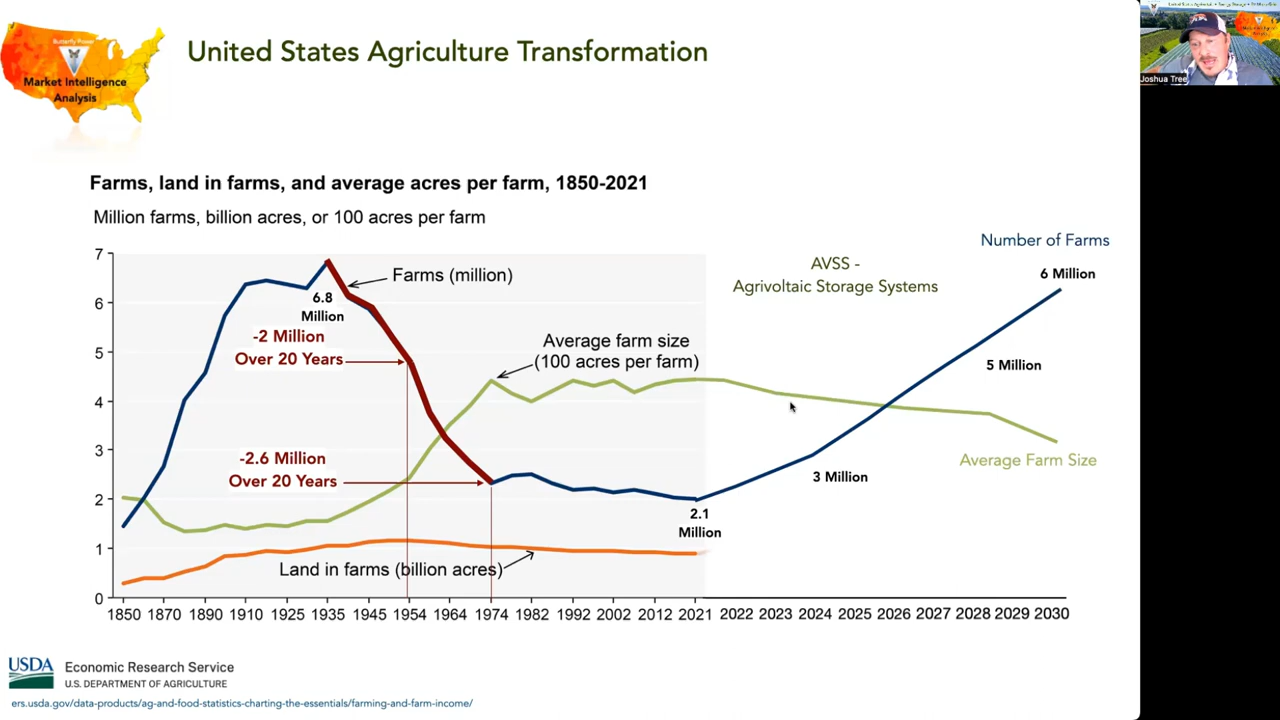 Butterfly Power
Market Intelligence
Analysis
United States Agriculture Transformation
Joshua Tree
Farms, land in farms, and average acres per farm, 1850-2021
Million farms, billion acres, or 100 acres per farm
7
6
5
4
3
2
1
0
Farms (million)
6.8
Million
-2 Million
Over 20 Years
-2.6 Million
Over 20 Years
Average farm size
(100 acres per farm)
Land in farms (billion acres)
2.1
Million
AVSS -
Agrivoltaic Storage Systems
Number of Farms
6 Million
5 Million
3 Million
Average Farm Size
1850 1870 1890 1910 1925 1935 1945 1954 1964 1974 1982 1992 2002 2012 2021 2022 2023 2024 2025 2026 2027 2028 2029 2030
USDA
Economic Research Service
U.S. DEPARTMENT OF AGRICULTURE
ers.usda.gov/data-products/ag-and-food-statistics-charting-the-essentials/farming-and-farm-income/